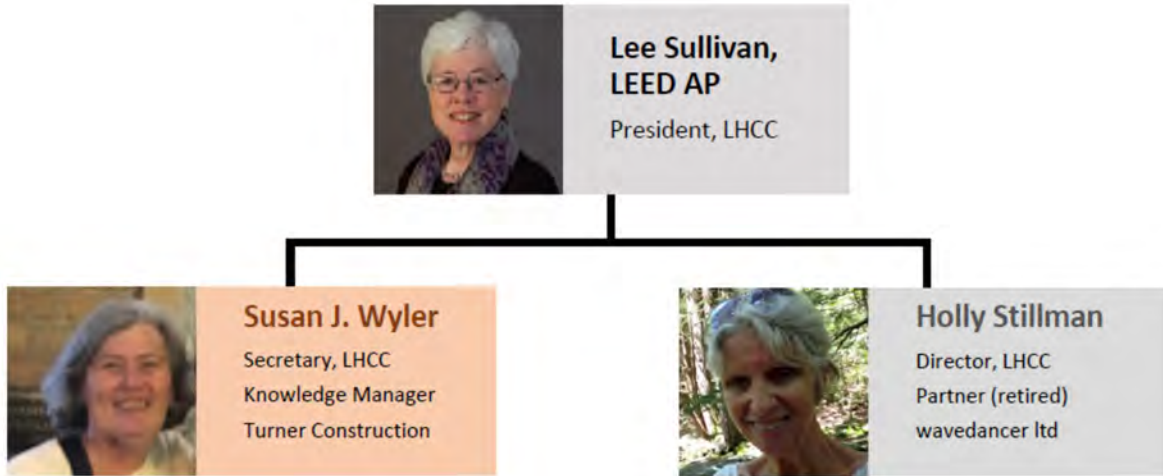 Lee Sullivan,
LEED AP
President, LHCC
Susan J. Wyler
Secretary, LHCC
Knowledge Manager
Turner Construction
Holly Stillman
Director, LHCC
Partner (retired)
wavedancer ltd